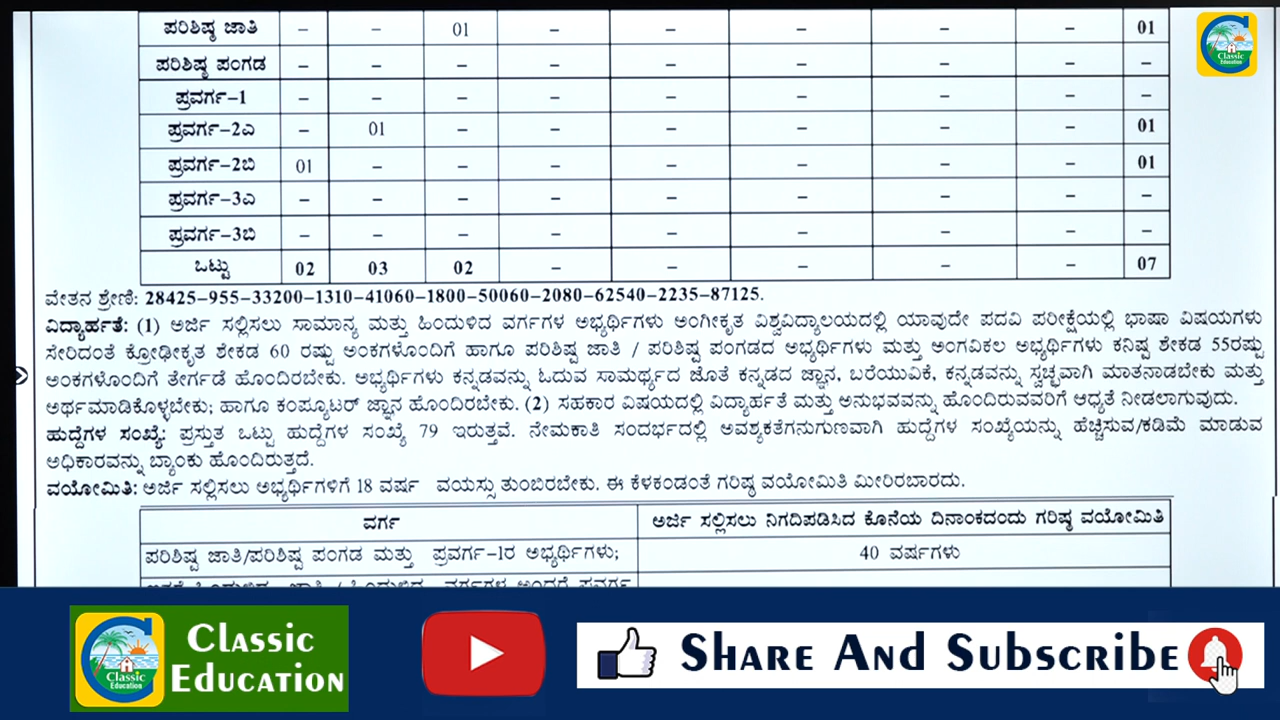 ಪರಿಶಿಷ್ಠ ಜಾತಿ – – 01 – – – – – 01
ಪರಿಶಿಷ್ಠ ಪಂಗಡ – – – – – – – – –
ಪ್ರವರ್ಗ–1 – – – – – – – – –
ಪ್ರವರ್ಗ–2ಎ – 01 – – – – – – 01
ಪ್ರವರ್ಗ–2ಬಿ 01 – – – – – – – 01
ಪ್ರವರ್ಗ–3ಎ – – – – – – – – –
ಪ್ರವರ್ಗ–3ಬಿ – – – – – – – – –
ಒಟ್ಟು 02 03 02 – – – – – 07
ವೇತನ ಶ್ರೇಣಿ: 28425–955–33200–1310–41060–1800–50060–2080–62540–2235–87125.
ವಿದ್ಯಾರ್ಹತೆ: (1) ಅರ್ಜಿ ಸಲ್ಲಿಸಲು ಸಾಮಾನ್ಯ ಮತ್ತು ಹಿಂದುಳಿದ ವರ್ಗಗಳ ಅಭ್ಯರ್ಥಿಗಳು ಅಂಗೀಕೃತ ವಿಶ್ವವಿದ್ಯಾಲಯದಲ್ಲಿ ಯಾವುದೇ ಪದವಿ ಪರೀಕ್ಷೆಯಲ್ಲಿ ಭಾಷಾ ವಿಷಯಗಳು
ಸೇರಿದಂತೆ ಕ್ರೋಢೀಕೃತ ಶೇಕಡ 60 ರಷ್ಟು ಅಂಕಗಳೊಂದಿಗೆ ಹಾಗೂ ಪರಿಶಿಷ್ಟ ಜಾತಿ / ಪರಿಶಿಷ್ಟ ಪಂಗಡದ ಅಭ್ಯರ್ಥಿಗಳು ಮತ್ತು ಅಂಗವಿಕಲ ಅಭ್ಯರ್ಥಿಗಳು ಕನಿಷ್ಟ ಶೇಕಡ 55ರಷ್ಟು
ಅಂಕಗಳೊಂದಿಗೆ ತೇರ್ಗಡೆ ಹೊಂದಿರಬೇಕು. ಅಭ್ಯರ್ಥಿಗಳು ಕನ್ನಡವನ್ನು ಓದುವ ಸಾಮರ್ಥ್ಯದ ಜೊತೆ ಕನ್ನಡದ ಜ್ಞಾನ, ಬರೆಯುವಿಕೆ, ಕನ್ನಡವನ್ನು ಸ್ವಚ್ಛವಾಗಿ ಮಾತನಾಡಬೇಕು ಮತ್ತು
ಅರ್ಥಮಾಡಿಕೊಳ್ಳಬೇಕು; ಹಾಗೂ ಕಂಪ್ಯೂಟರ್ ಜ್ಞಾನ ಹೊಂದಿರಬೇಕು. (2) ಸಹಕಾರ ವಿಷಯದಲ್ಲಿ ವಿದ್ಯಾರ್ಹತೆ ಮತ್ತು ಅನುಭವವನ್ನು ಹೊಂದಿರುವವರಿಗೆ ಆಧ್ಯತೆ ನೀಡಲಾಗುವುದು.
ಹುದ್ದೆಗಳ ಸಂಖ್ಯೆ: ಪ್ರಸ್ತುತ ಒಟ್ಟು ಹುದ್ದೆಗಳ ಸಂಖ್ಯೆ 79 ಇರುತ್ತವೆ. ನೇಮಕಾತಿ ಸಂದರ್ಭದಲ್ಲಿ ಅವಶ್ಯಕತೆಗನುಗುಣವಾಗಿ ಹುದ್ದೆಗಳ ಸಂಖ್ಯೆಯನ್ನು ಹೆಚ್ಚಿಸುವ/ಕಡಿಮೆ ಮಾಡುವ
ಅಧಿಕಾರವನ್ನು ಬ್ಯಾಂಕು ಹೊಂದಿರುತ್ತದೆ.
ವಯೋಮಿತಿ: ಅರ್ಜಿ ಸಲ್ಲಿಸಲು ಅಭ್ಯರ್ಥಿಗಳಿಗೆ 18 ವರ್ಷ ವಯಸ್ಸು ತುಂಬಿರಬೇಕು. ಈ ಕೆಳಕಂಡಂತೆ ಗರಿಷ್ಠ ವಯೋಮಿತಿ ಮೀರಿರಬಾರದು.
ವರ್ಗ ಅರ್ಜಿ ಸಲ್ಲಿಸಲು ನಿಗದಿಪಡಿಸಿದ ಕೊನೆಯ ದಿನಾಂಕದಂದು ಗರಿಷ್ಠ ವಯೋಮಿತಿ
ಪರಿಶಿಷ್ಟ ಜಾತಿ/ಪರಿಶಿಷ್ಟ ಪಂಗಡ ಮತ್ತು ಪ್ರವರ್ಗ–1ರ ಅಭ್ಯರ್ಥಿಗಳು; 40 ವರ್ಷಗಳು
Classic
Education
Classic
Education
Classic
Education
Share And Subscribe